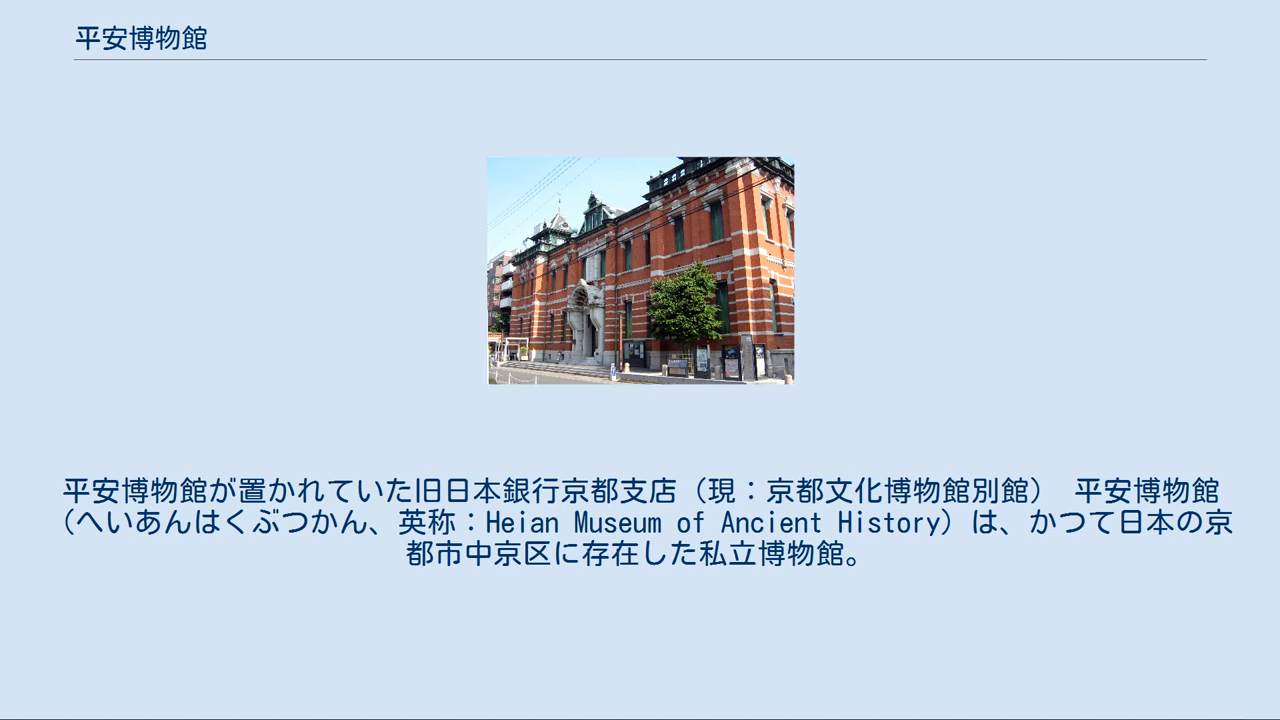 平安博物館
平安博物館が置かれていた旧日本銀行京都支店（現：京都文化博物館別館） 平安博物館
（へいあんはくぶつかん、英称：Heian Museum of Ancient History）は、かつて日本の京
都市中京区に存在した私立博物館。